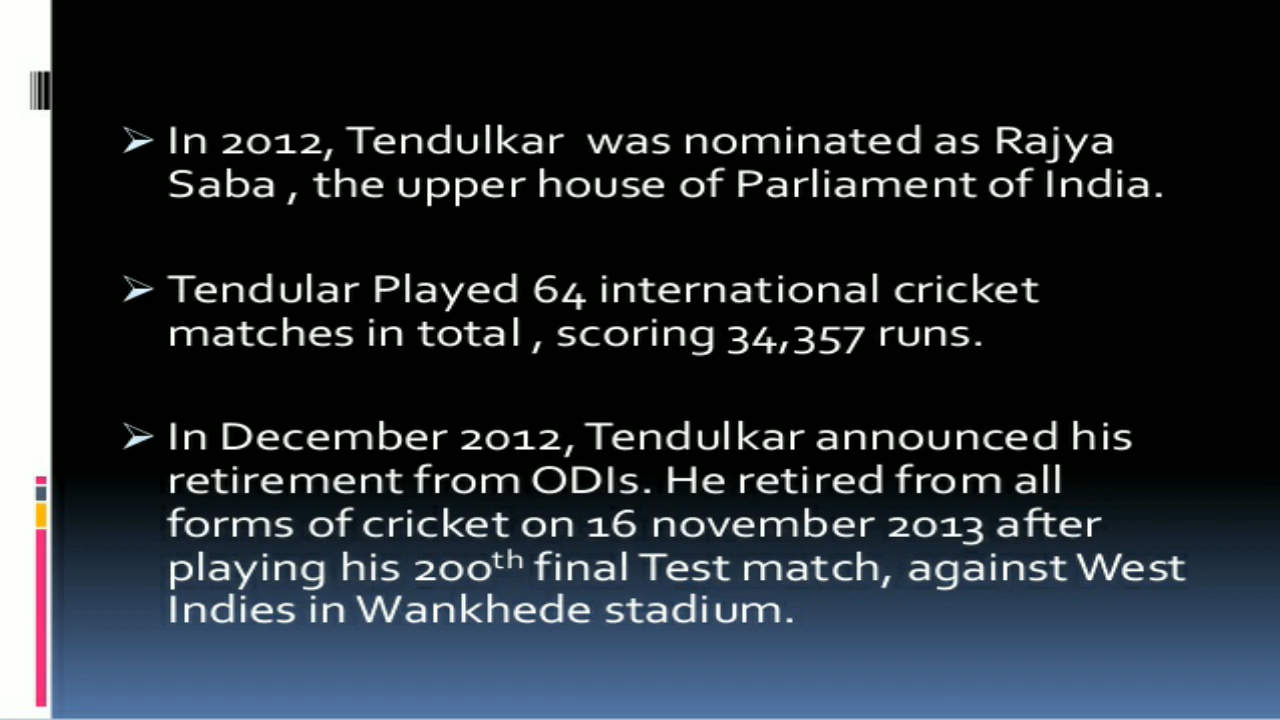 ➢ In 2012, Tendulkar  was nominated as Rajya
Saba , the upper house of Parliament of India.
➢ Tendular Played 64 international cricket
matches in total , scoring 34,357 runs.
➢ In December 2012, Tendulkar announced his
retirement from ODIs. He retired from all
forms of cricket on 16 november 2013 after
playing his 200th final Test match, against West
Indies in Wankhede stadium.